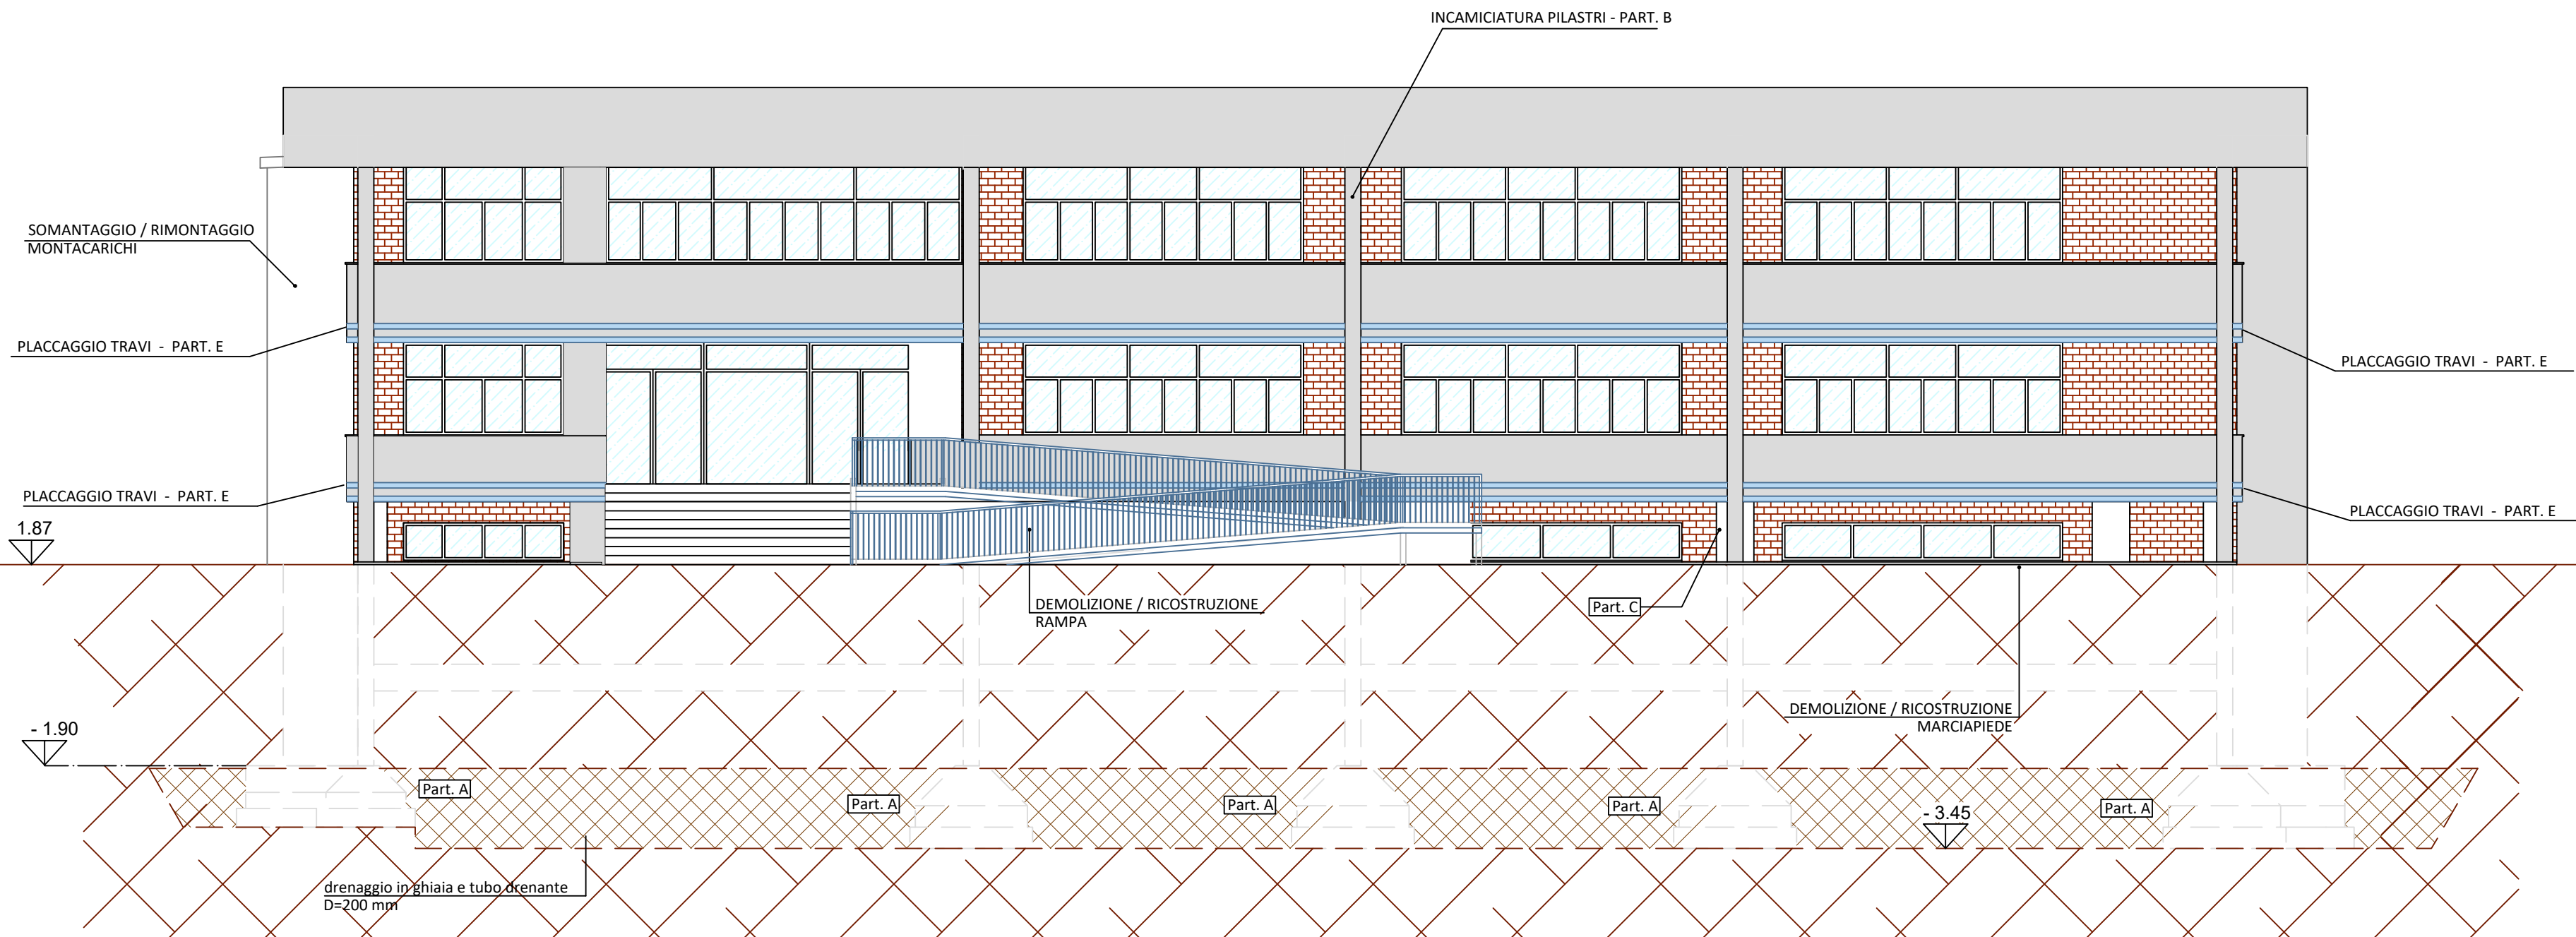 INCAMICIATURA PILASTRI - PART. B
SOMANTAGGIO / RIMONTAGGIO
MONTACARICHI
PLACCAGGIO TRAVI - PART. E
PLACCAGGIO TRAVI - PART. E
PLACCAGGIO TRAVI - PART. E
PLACCAGGIO TRAVI - PART. E
1.87
DEMOLIZIONE / RICOSTRUZIONE
RAMPA
Part. C
DEMOLIZIONE / RICOSTRUZIONE
MARCIAPIEDE
- 1.90
Part. A
Part. A
Part. A
Part. A
Part. A
- 3.45
drenaggio in ghiaia e tubo drenante
D=200 mm